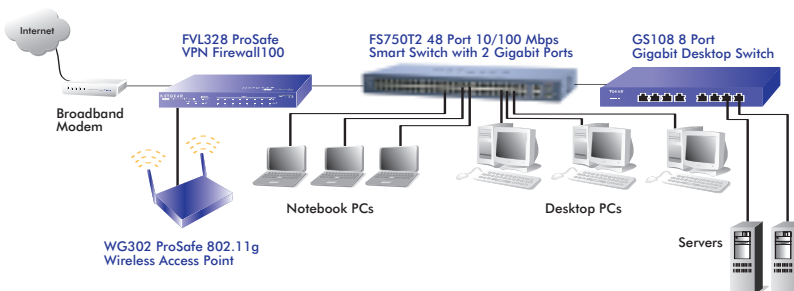 Internet
FVL328 ProSafe
VPN Firewall100
FS750T2 48 Port 10/100 Mbps
Smart Switch with 2 Gigabit Ports
GS108 8 Port
Gigabit Desktop Switch
NETGEAR
Broadband
Modem
Notebook PCs
Desktop PCs
WG302 ProSafe 802.11g
Wireless Access Point
Servers